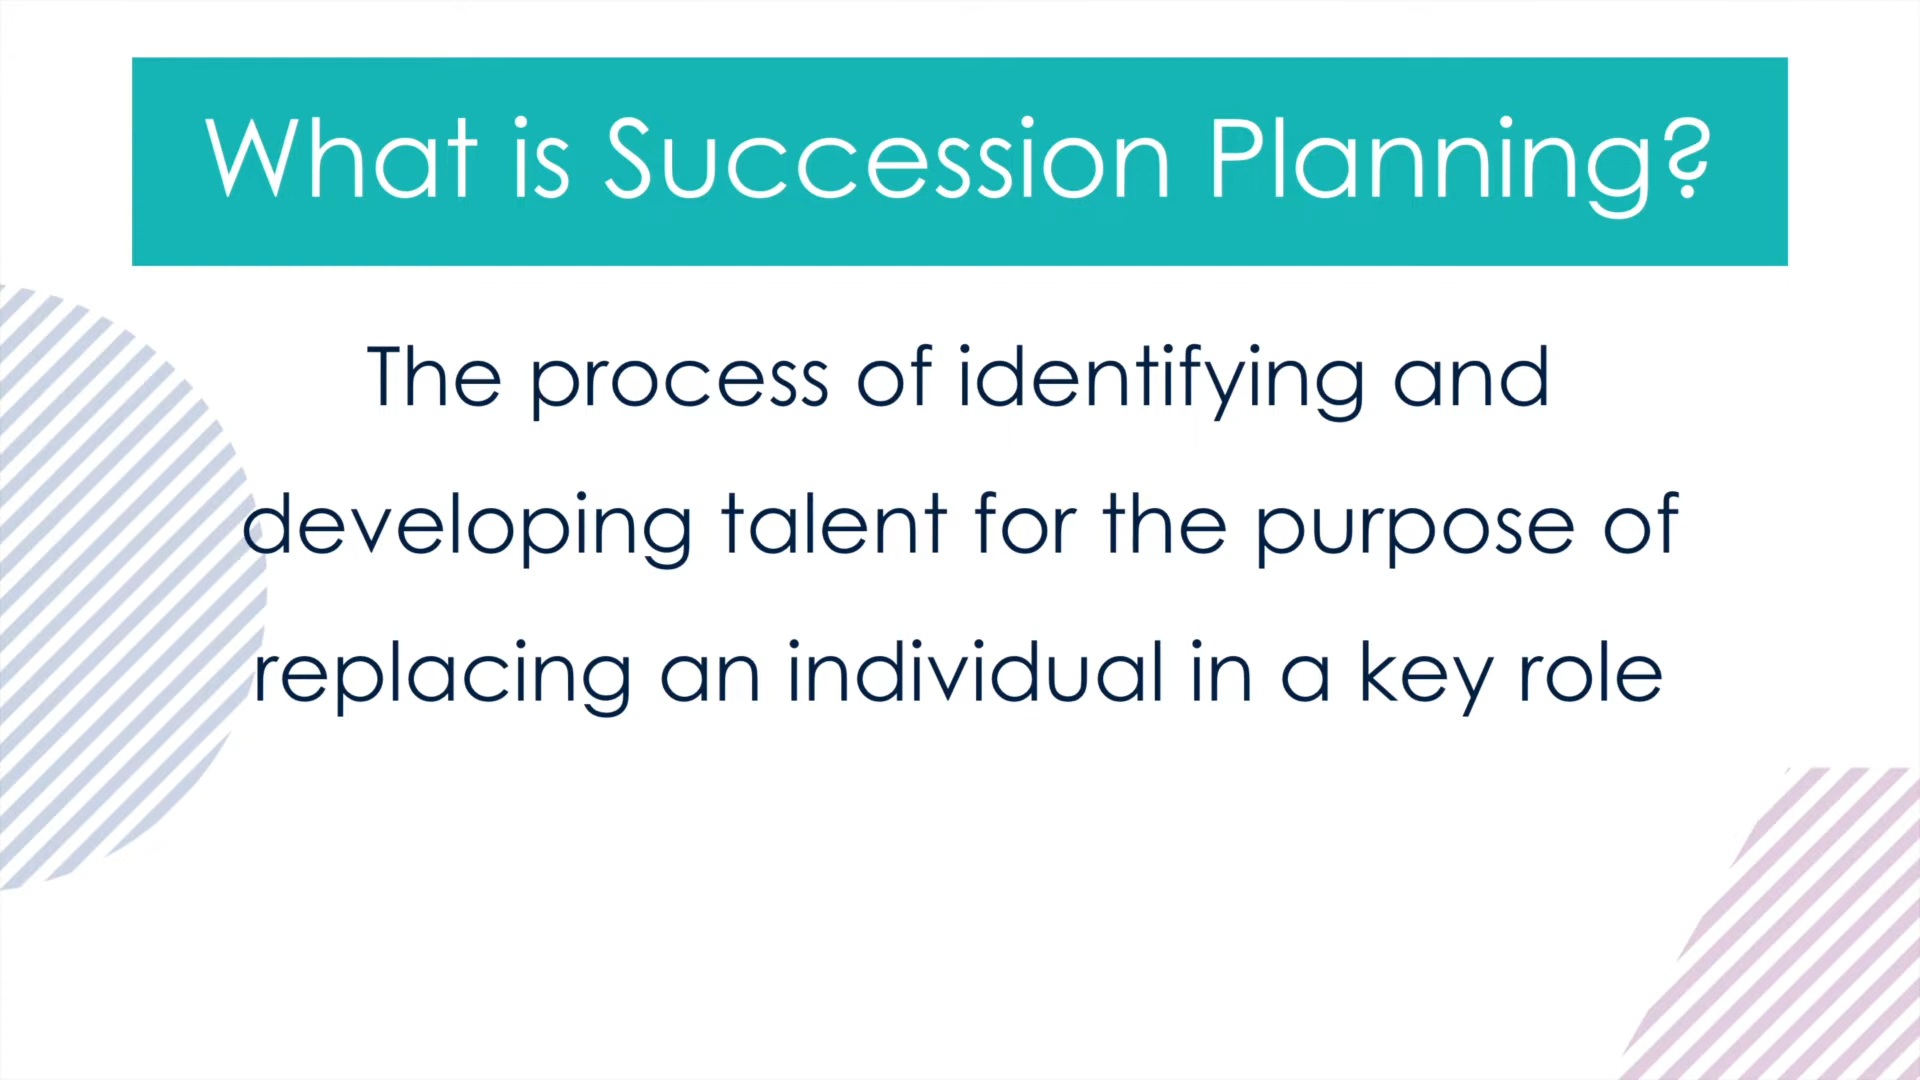 What is Succession Planning?
The process of identifying and
developing talent for the purpose of
replacing an individual in a key role